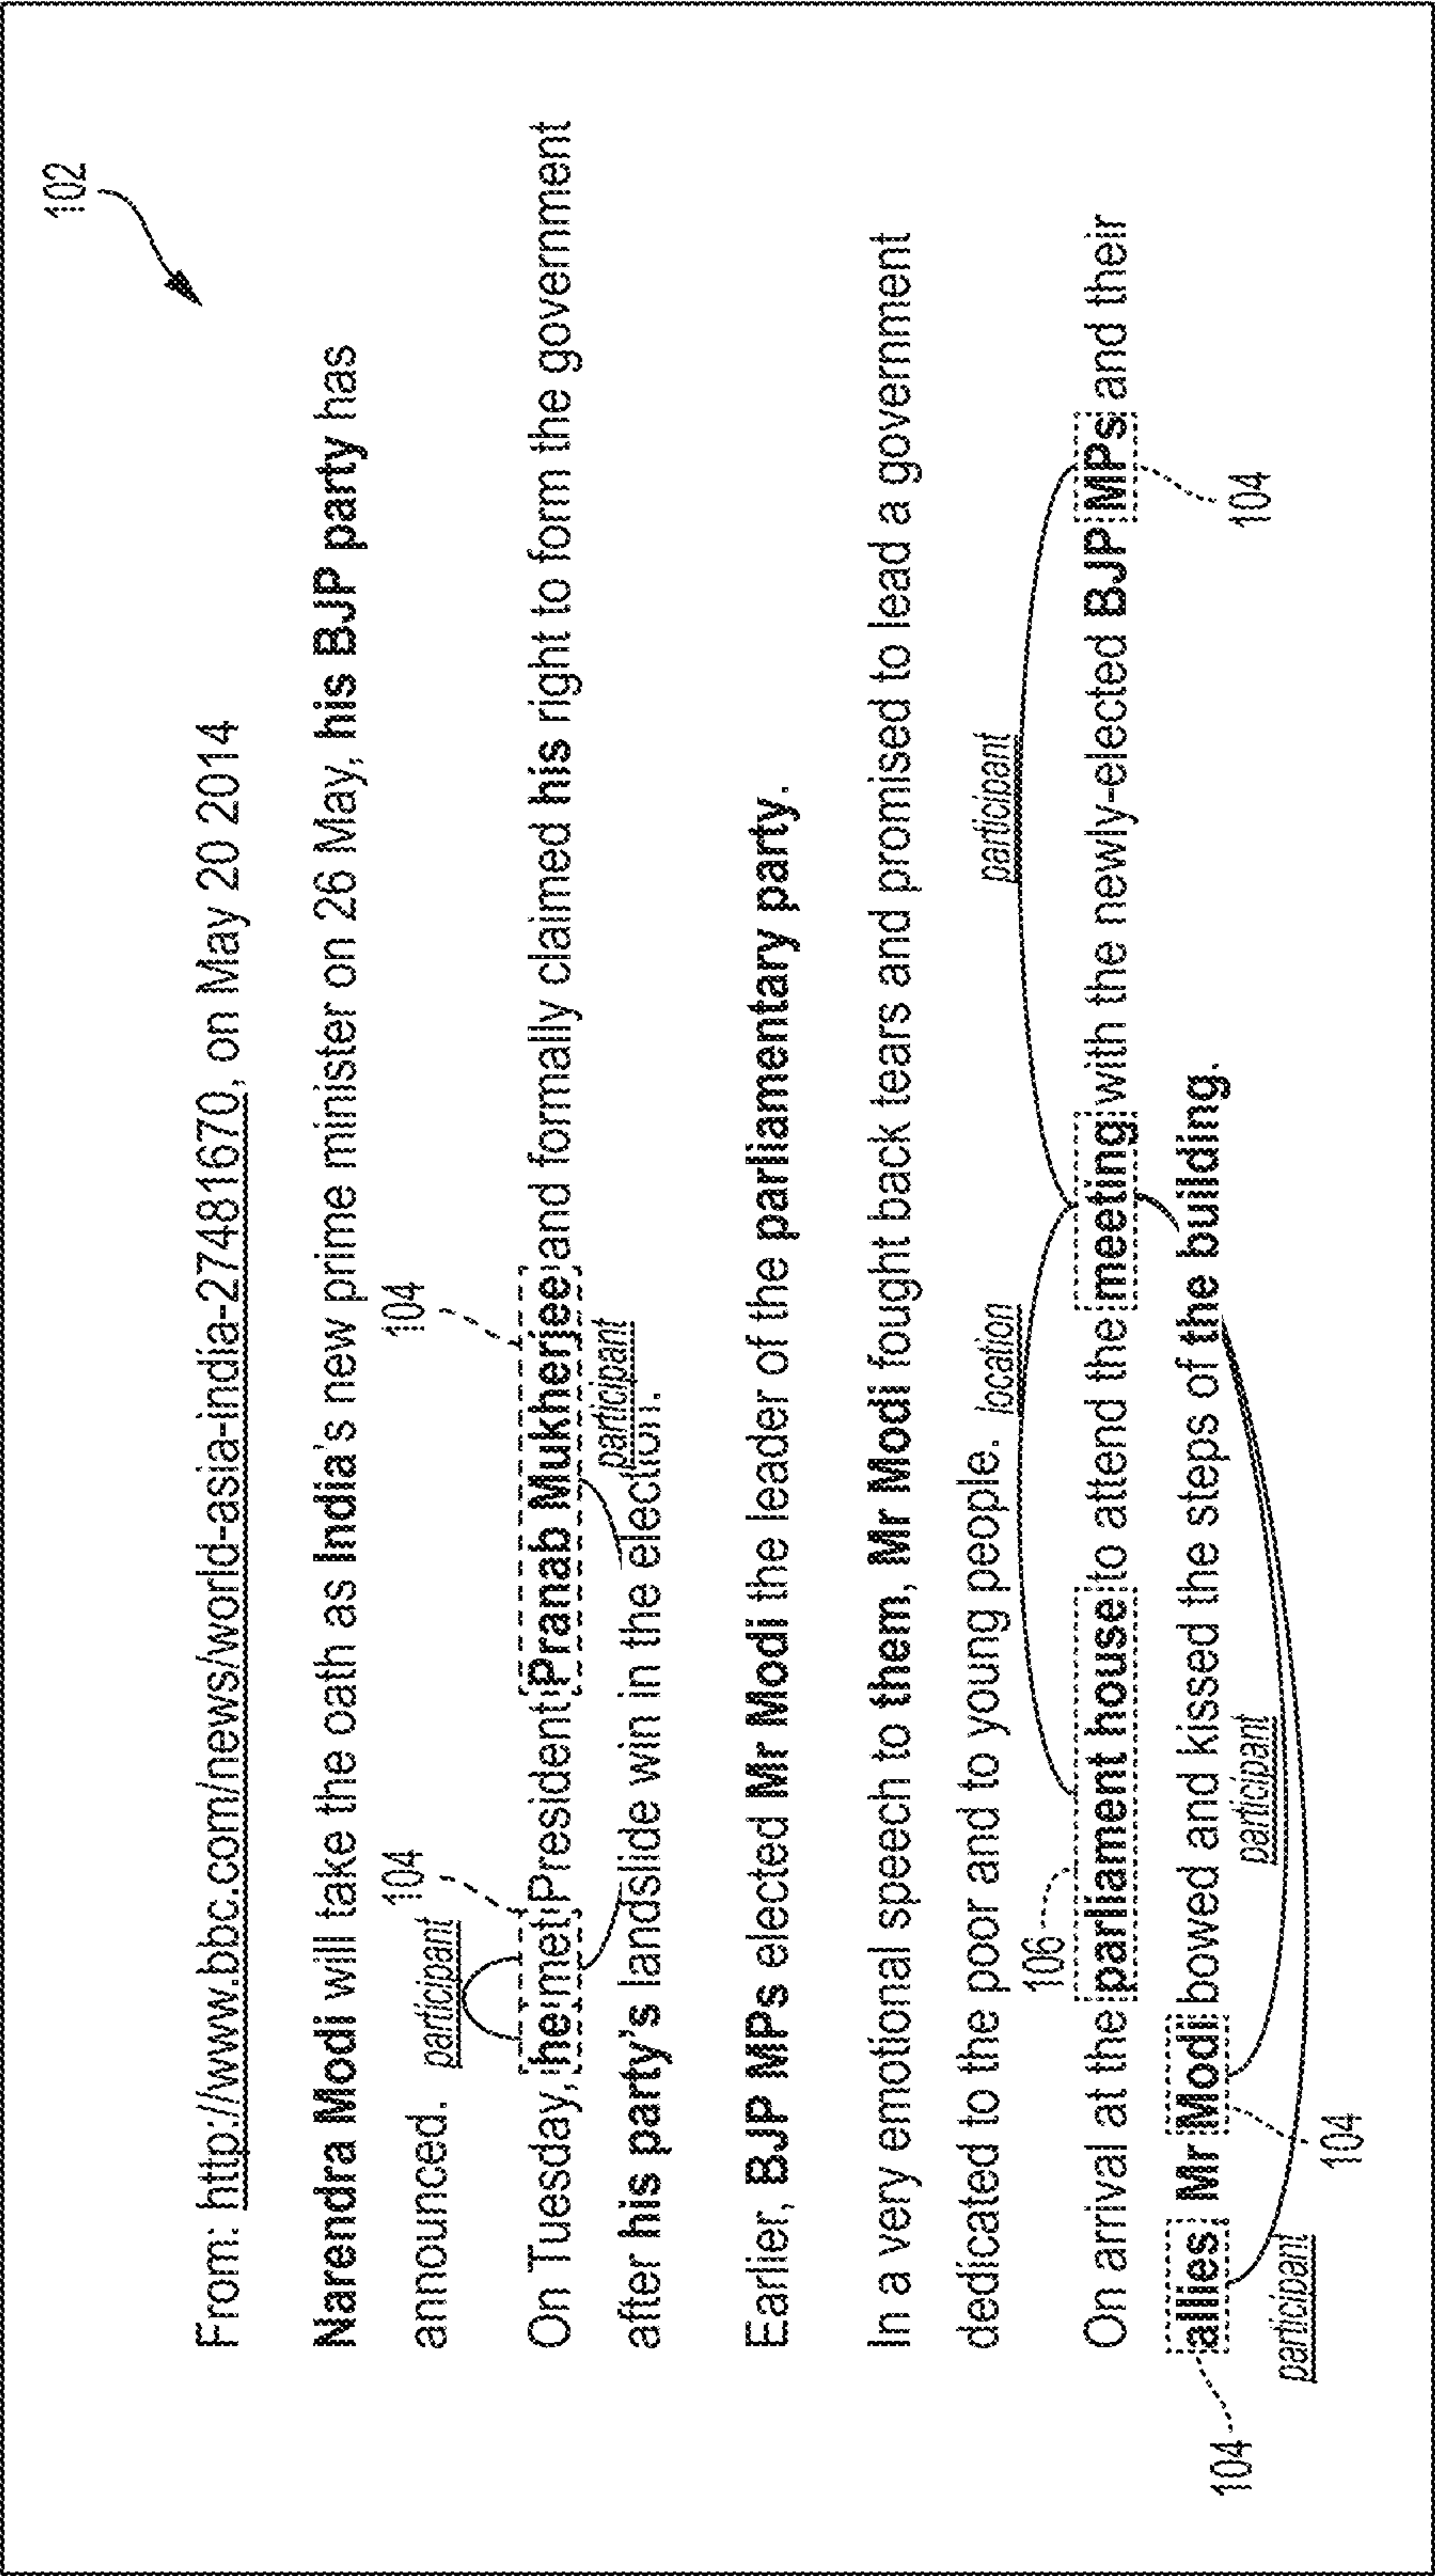 102
From: http://www.bbc.com/news/world-asia-india-27481670, on May 20 2014
Narendra Modi will take the oath as India's new prime minister on 26 May, his BJP party has
announced.
participant
104
104
On Tuesday, he met President Pranab Mukherjee and formally claimed his right to form the government
participant
after his party's landslide win in the election.
Earlier, BJP MPs elected Mr Modi the leader of the parliamentary party.
In a very emotional speech to them, Mr Modi fought back tears and promised to lead a government
dedicated to the poor and to young people.
location
participant
106
On arrival at the parliament house to attend the meeting with the newly-elected BJP MPs and their
allies Mr Modi bowed and kissed the steps of the building.
104
104
participant
participant
104